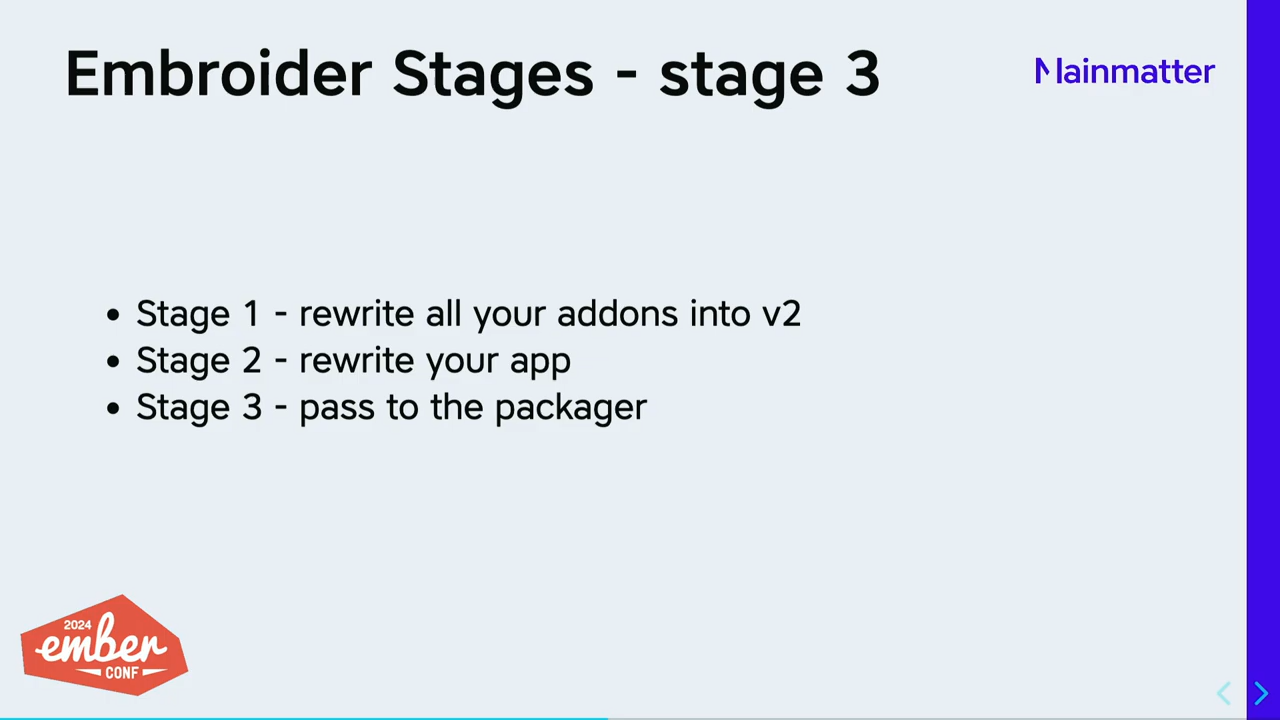 Embroider Stages - stage 3
Mainmatter
• Stage 1 - rewrite all your addons into v2
• Stage 2 - rewrite your app
• Stage 3 - pass to the packager
2024
ember
CONF